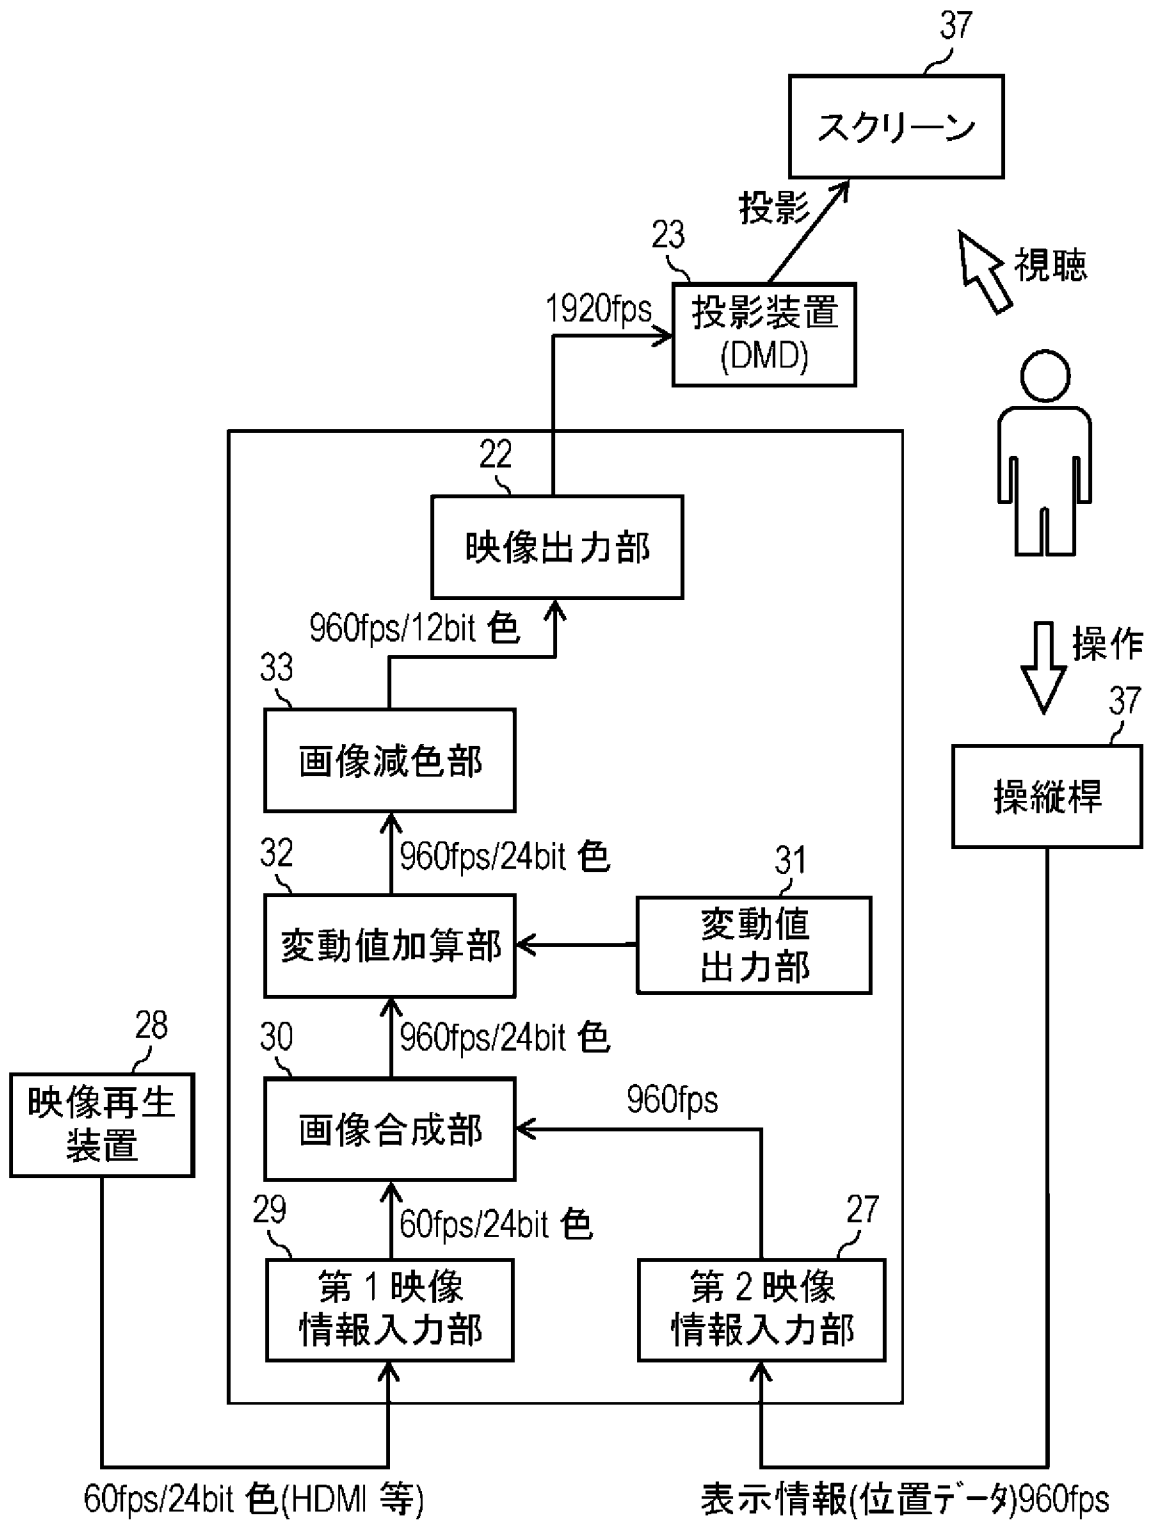 37
スクリーン
投影
23
視聴
1920fps
投影装置
(DMD)
22
映像出力部
960fps/12bit 色
操作
33
37
画像減色部
操縦桿
32
960fps/24bit 色
31
変動値加算部
変動値
出力部
28
30
960fps/24bit 色
映像再生
装置
960fps
画像合成部
29
60fps/24bit 色
27
第1映像
情報入力部
第2映像
情報入力部
60fps/24bit 色(HDMI 等)
表示情報(位置データ)960fps